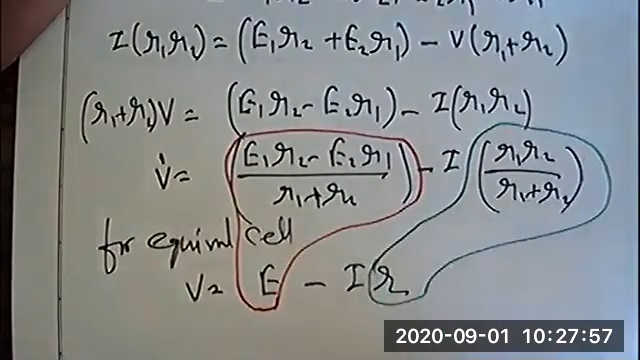 I(r₁r₂) = (E₁r₂ + E₂r₁) – V(r₁+r₂)
(r₁+r₂)V = (E₁r₂ – E₂r₁) – I(r₁r₂)
V = ((E₁r₂ – E₂r₁)/(r₁+r₂)) – I (r₁r₂/(r₁+r₂))
for equival cell
V = E – Ir
2020-09-01 10:27:57